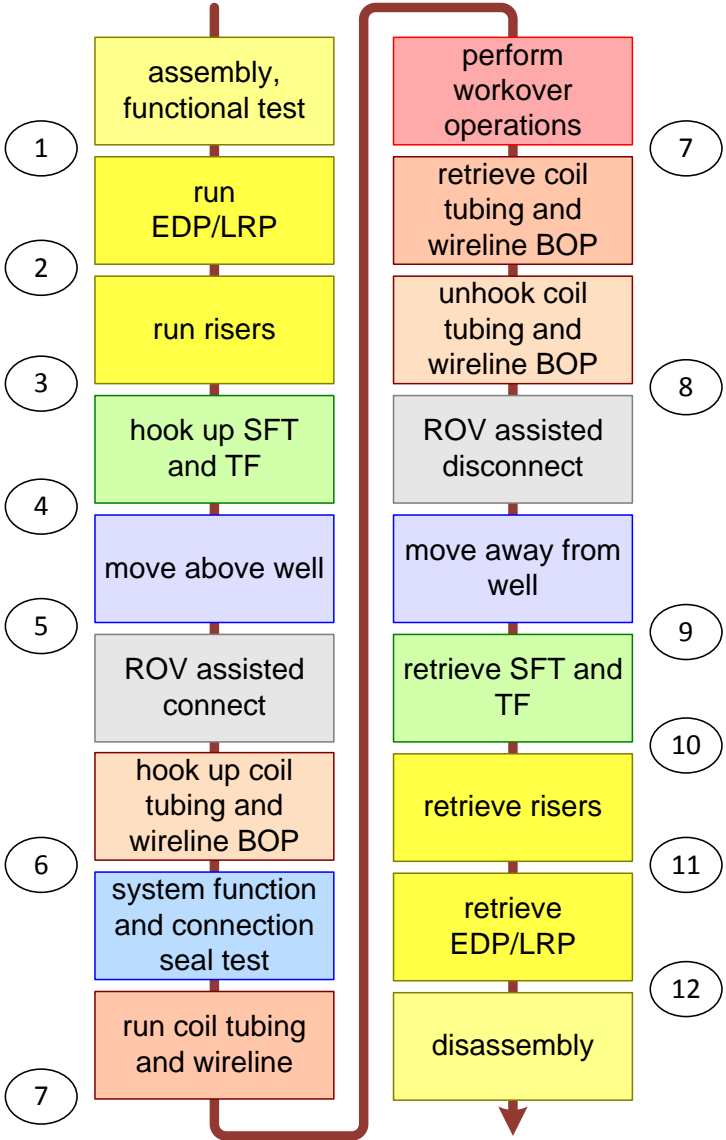 assembly,
functional test
1
run
EDP/LRP
2
run risers
3
hook up SFT
and TF
4
move above well
5
ROV assisted
connect
hook up coil
tubing and
wireline BOP
6
system function
and connection
seal test
run coil tubing
and wireline
7
perform
workover
operations
7
retrieve coil
tubing and
wireline BOP
unhook coil
tubing and
wireline BOP
8
ROV assisted
disconnect
move away from
well
9
retrieve SFT and
TF
10
retrieve risers
11
retrieve
EDP/LRP
12
disassembly